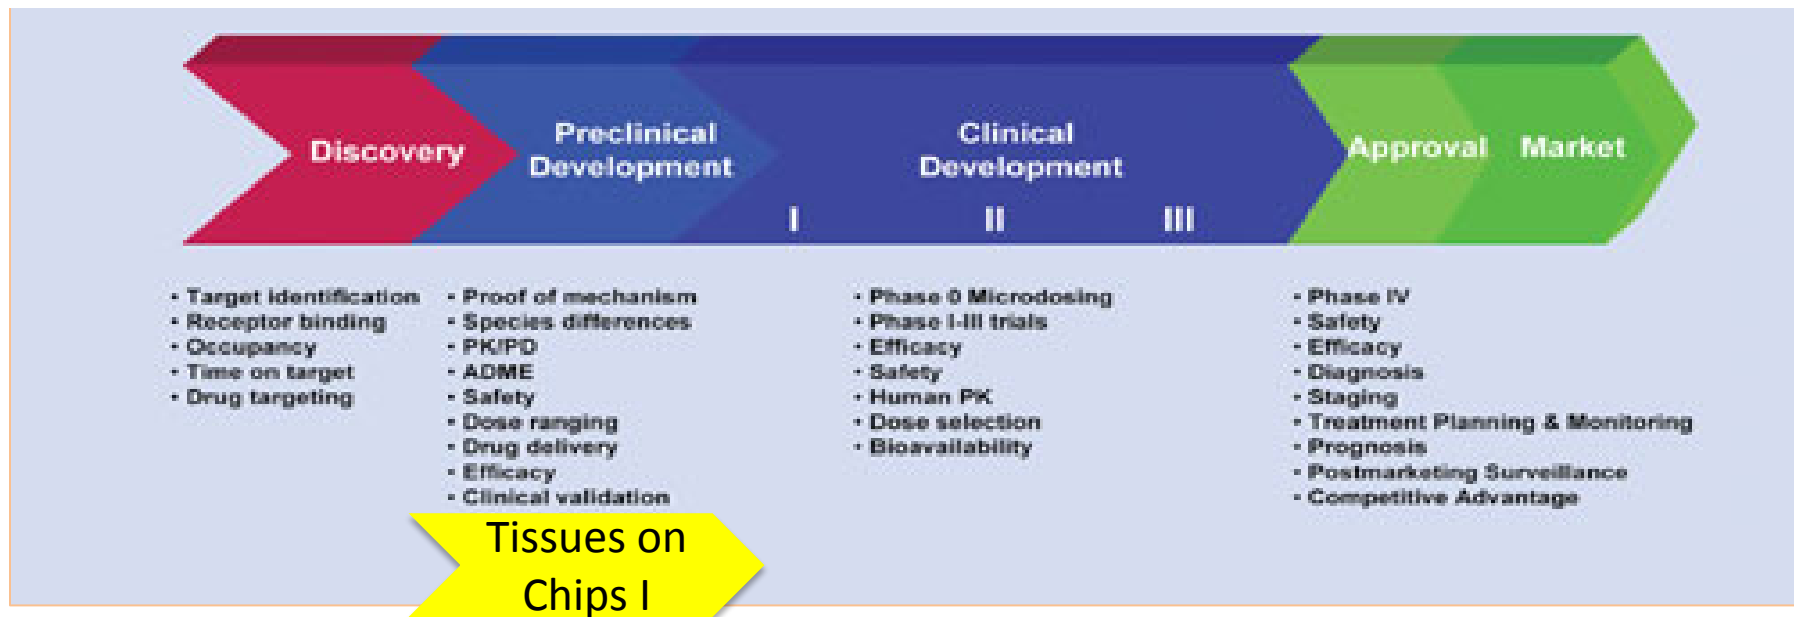 Discovery
Preclinical
Development
Clinical
Development
I
II
III
Approval
Market
• Target identification
• Receptor binding
• Occupancy
• Time on target
• Drug targeting
• Proof of mechanism
• Species differences
• PK/PD
• ADME
• Safety
• Dose ranging
• Drug delivery
• Efficacy
• Clinical validation
• Phase 0 Microdosing
• Phase I-III trials
• Efficacy
• Safety
• Human PK
• Dose selection
• Bioavailability
• Phase IV
• Safety
• Efficacy
• Diagnosis
• Staging
• Treatment Planning & Monitoring
• Prognosis
• Postmarketing Surveillance
• Competitive Advantage
Tissues on
Chips I